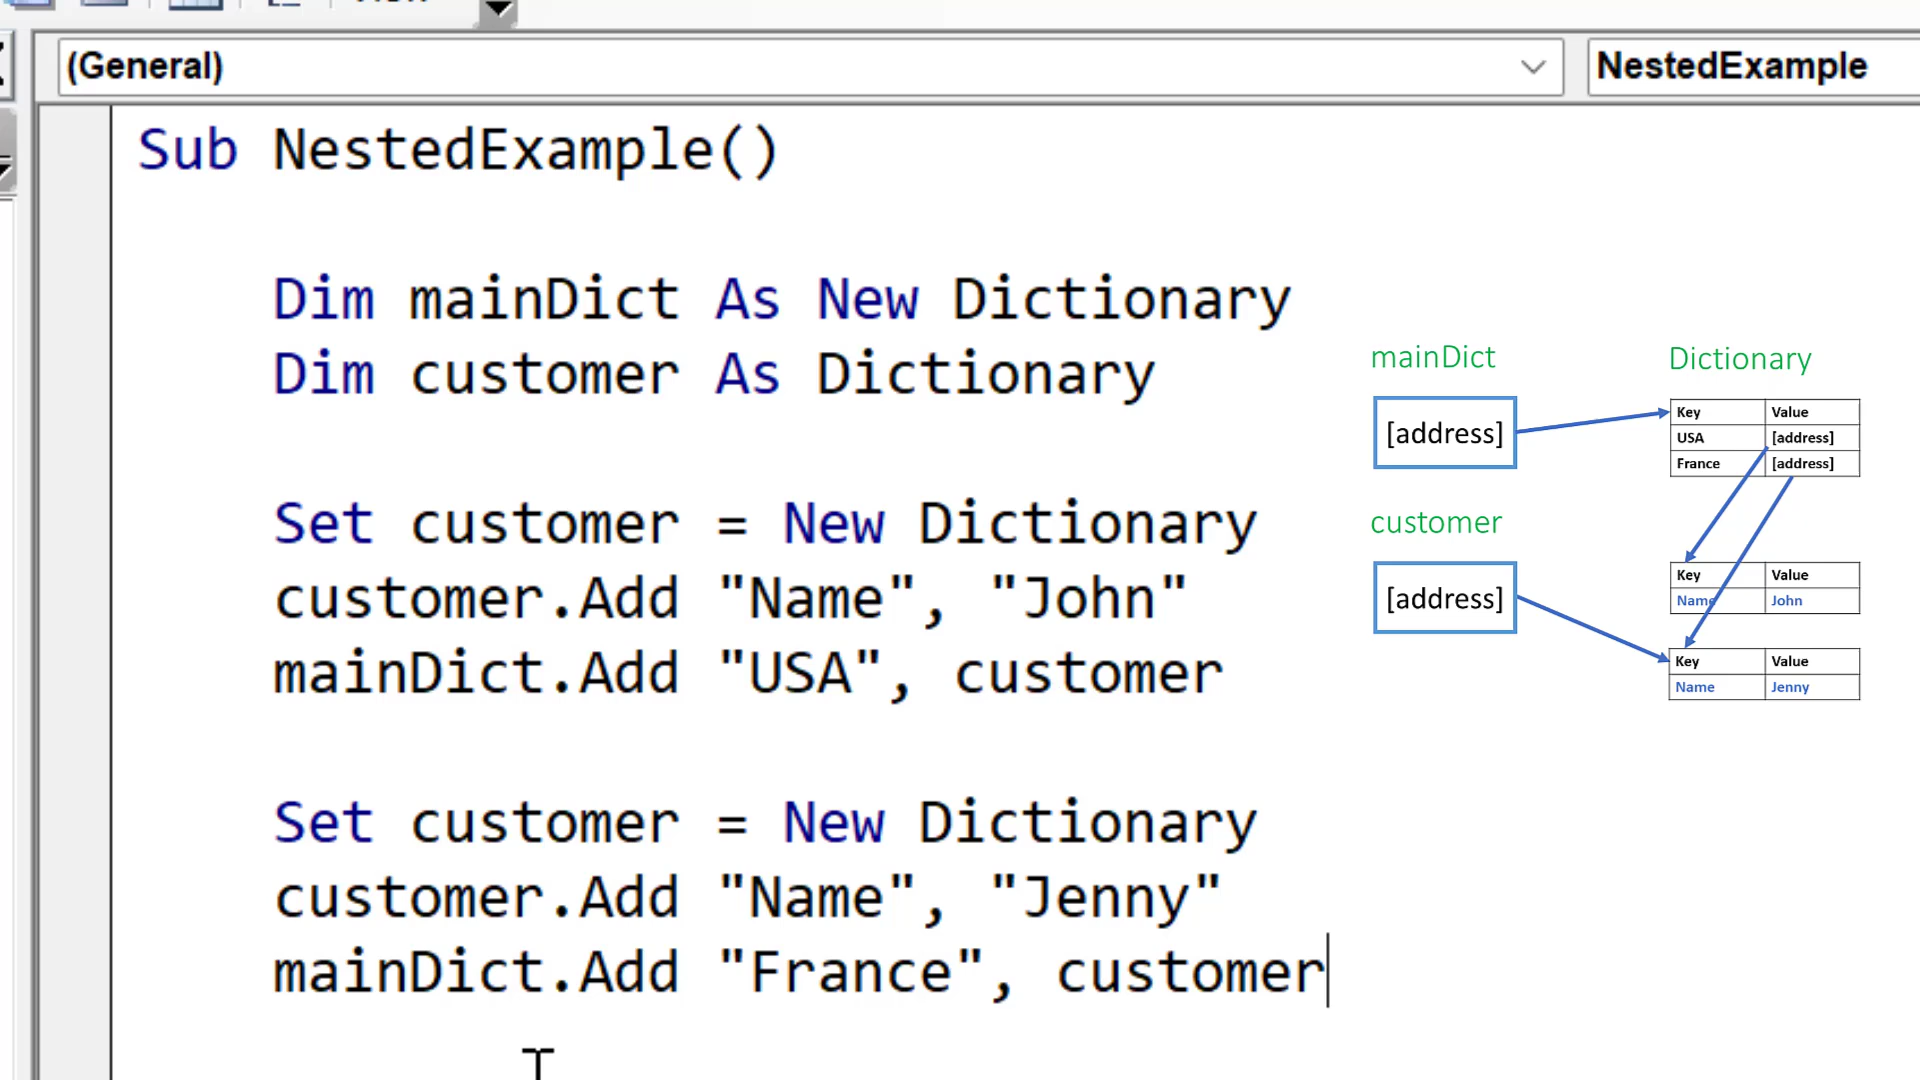 (General)
NestedExample
Sub NestedExample()
Dim mainDict As New Dictionary
Dim customer As Dictionary
Set customer = New Dictionary
customer.Add "Name", "John"
mainDict.Add "USA", customer
Set customer = New Dictionary
customer.Add "Name", "Jenny"
mainDict.Add "France", customer
mainDict
[address]
Dictionary
Key Value
USA [address]
France [address]
customer
[address]
Key Value
Name John
Key Value
Name Jenny